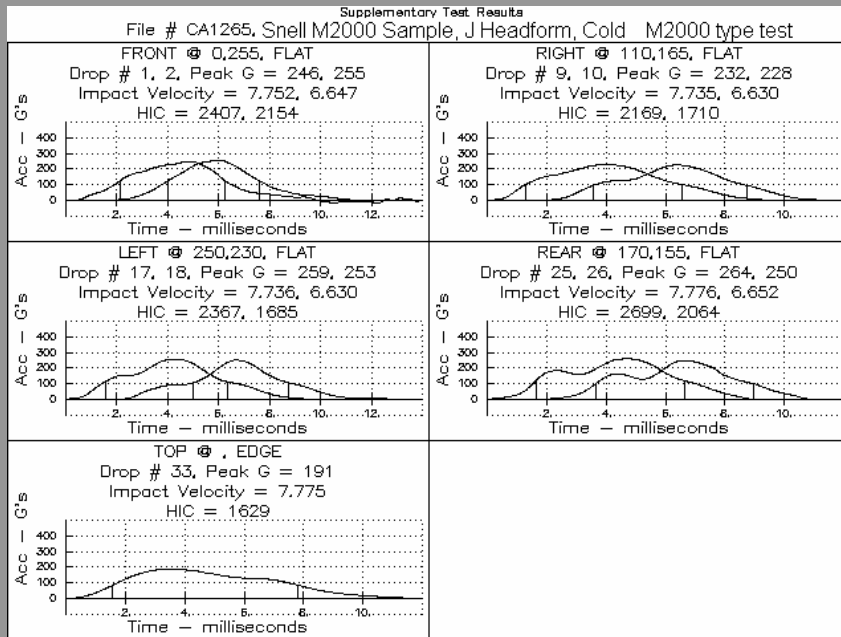 Supplementary Test Results
File # CA1265, Snell M2000 Sample, J Headform, Cold M2000 type test
FRONT @ 0,255, FLAT
Drop # 1, 2, Peak G = 246, 255
Impact Velocity = 7.752, 6.647
HIC = 2407, 2154
Acc – G's
400
300
200
100
0
2. 4. 6. 8. 10. 12.
Time – milliseconds
RIGHT @ 110,165, FLAT
Drop # 9, 10, Peak G = 232, 228
Impact Velocity = 7.735, 6.630
HIC = 2169, 1710
Acc – G's
400
300
200
100
0
2. 4. 6. 8. 10.
Time – milliseconds
LEFT @ 250,230, FLAT
Drop # 17, 18, Peak G = 259, 253
Impact Velocity = 7.736, 6.630
HIC = 2367, 1685
Acc – G's
400
300
200
100
0
2. 4. 6. 8. 10.
Time – milliseconds
REAR @ 170,155, FLAT
Drop # 25, 26, Peak G = 264, 250
Impact Velocity = 7.776, 6.652
HIC = 2699, 2064
Acc – G's
400
300
200
100
0
2. 4. 6. 8. 10.
Time – milliseconds
TOP @ , EDGE
Drop # 33, Peak G = 191
Impact Velocity = 7.775
HIC = 1629
Acc – G's
400
300
200
100
0
2. 4. 6. 8. 10.
Time – milliseconds